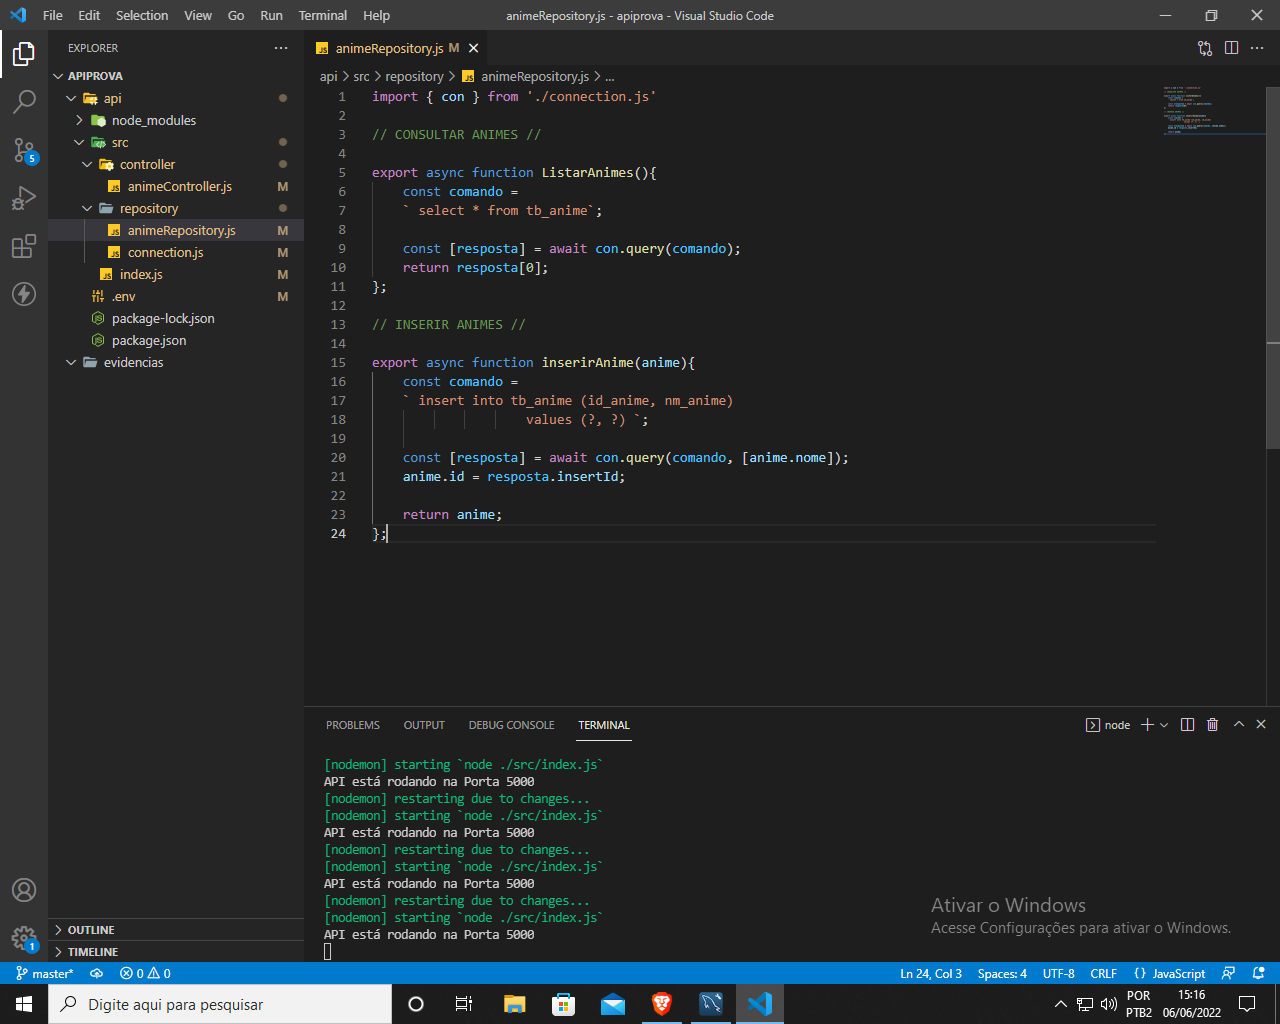 File Edit Selection View Go Run Terminal Help
animeRepository.js - apiprova - Visual Studio Code
EXPLORER
APIPROVA
api
node_modules
src
controller
animeController.js M
repository
animeRepository.js M
connection.js M
index.js M
.env M
package-lock.json
package.json
evidencias
OUTLINE
TIMELINE
5
1
animeRepository.js M
api > src > repository > animeRepository.js > ...
1 import { con } from './connection.js'
2
3 // CONSULTAR ANIMES //
4
5 export async function ListarAnimes(){
6 const comando =
7 ` select * from tb_anime`;
8
9 const [resposta] = await con.query(comando);
10 return resposta[0];
11 };
12
13 // INSERIR ANIMES //
14
15 export async function inserirAnime(anime){
16 const comando =
17 ` insert into tb_anime (id_anime, nm_anime)
18 values (?, ?) `;
19
20 const [resposta] = await con.query(comando, [anime.nome]);
21 anime.id = resposta.insertId;
22
23 return anime;
24 };
PROBLEMS OUTPUT DEBUG CONSOLE TERMINAL
node
[nodemon] starting `node ./src/index.js`
API está rodando na Porta 5000
[nodemon] restarting due to changes...
[nodemon] starting `node ./src/index.js`
API está rodando na Porta 5000
[nodemon] restarting due to changes...
[nodemon] starting `node ./src/index.js`
API está rodando na Porta 5000
[nodemon] restarting due to changes...
[nodemon] starting `node ./src/index.js`
API está rodando na Porta 5000
Ativar o Windows
Acesse Configurações para ativar o Windows.
master* 0 0
Ln 24, Col 3 Spaces: 4 UTF-8 CRLF {} JavaScript
Digite aqui para pesquisar
POR
PTB2
15:16
06/06/2022